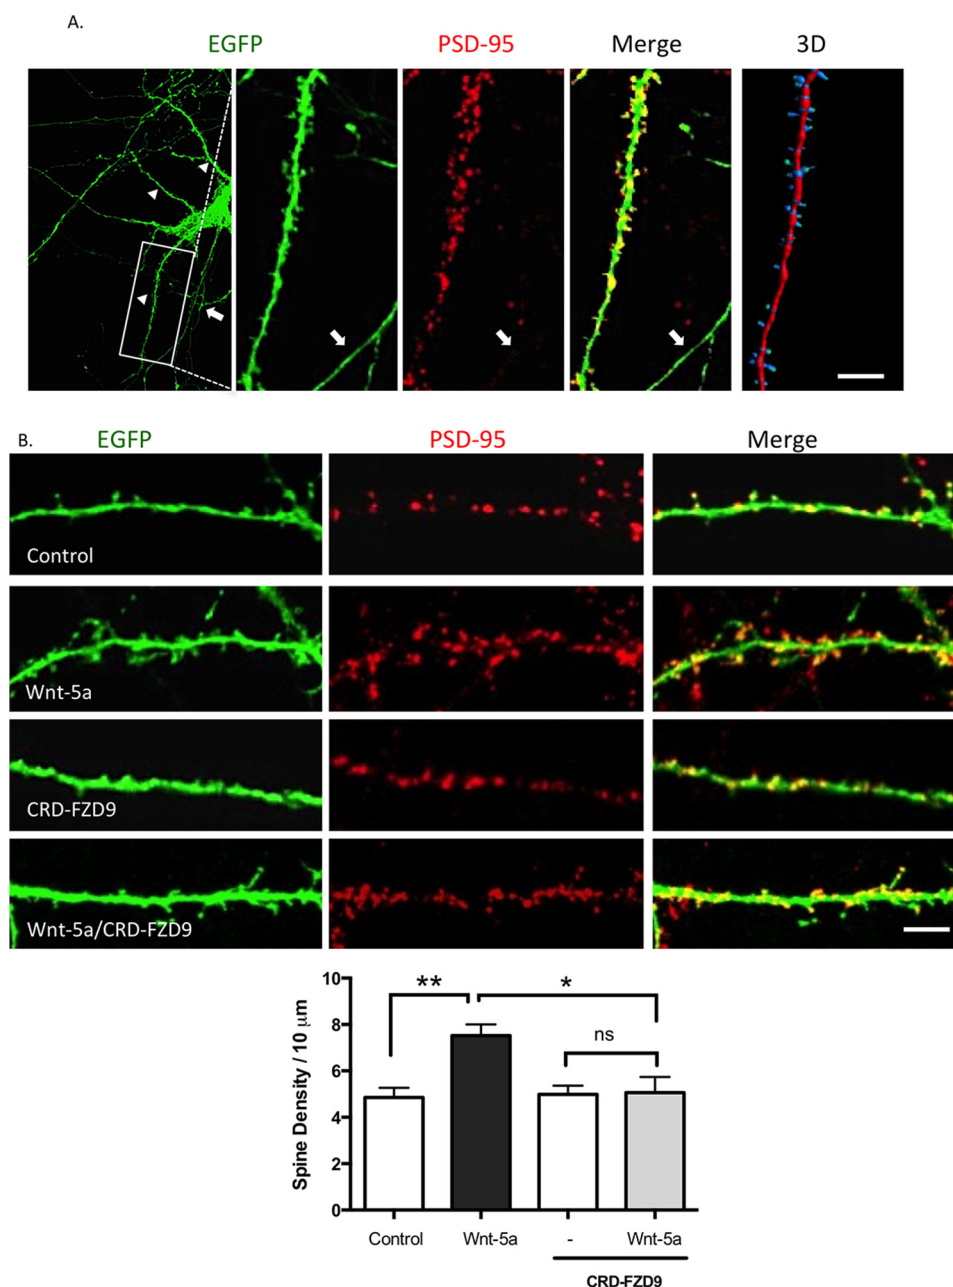 A.
EGFP PSD-95 Merge 3D
B. EGFP PSD-95 Merge
Control
Wnt-5a
CRD-FZD9
Wnt-5a/CRD-FZD9
10
** *
8
ns
6
4
2
0
Spine Density / 10 μm
Control Wnt-5a - Wnt-5a
CRD-FZD9